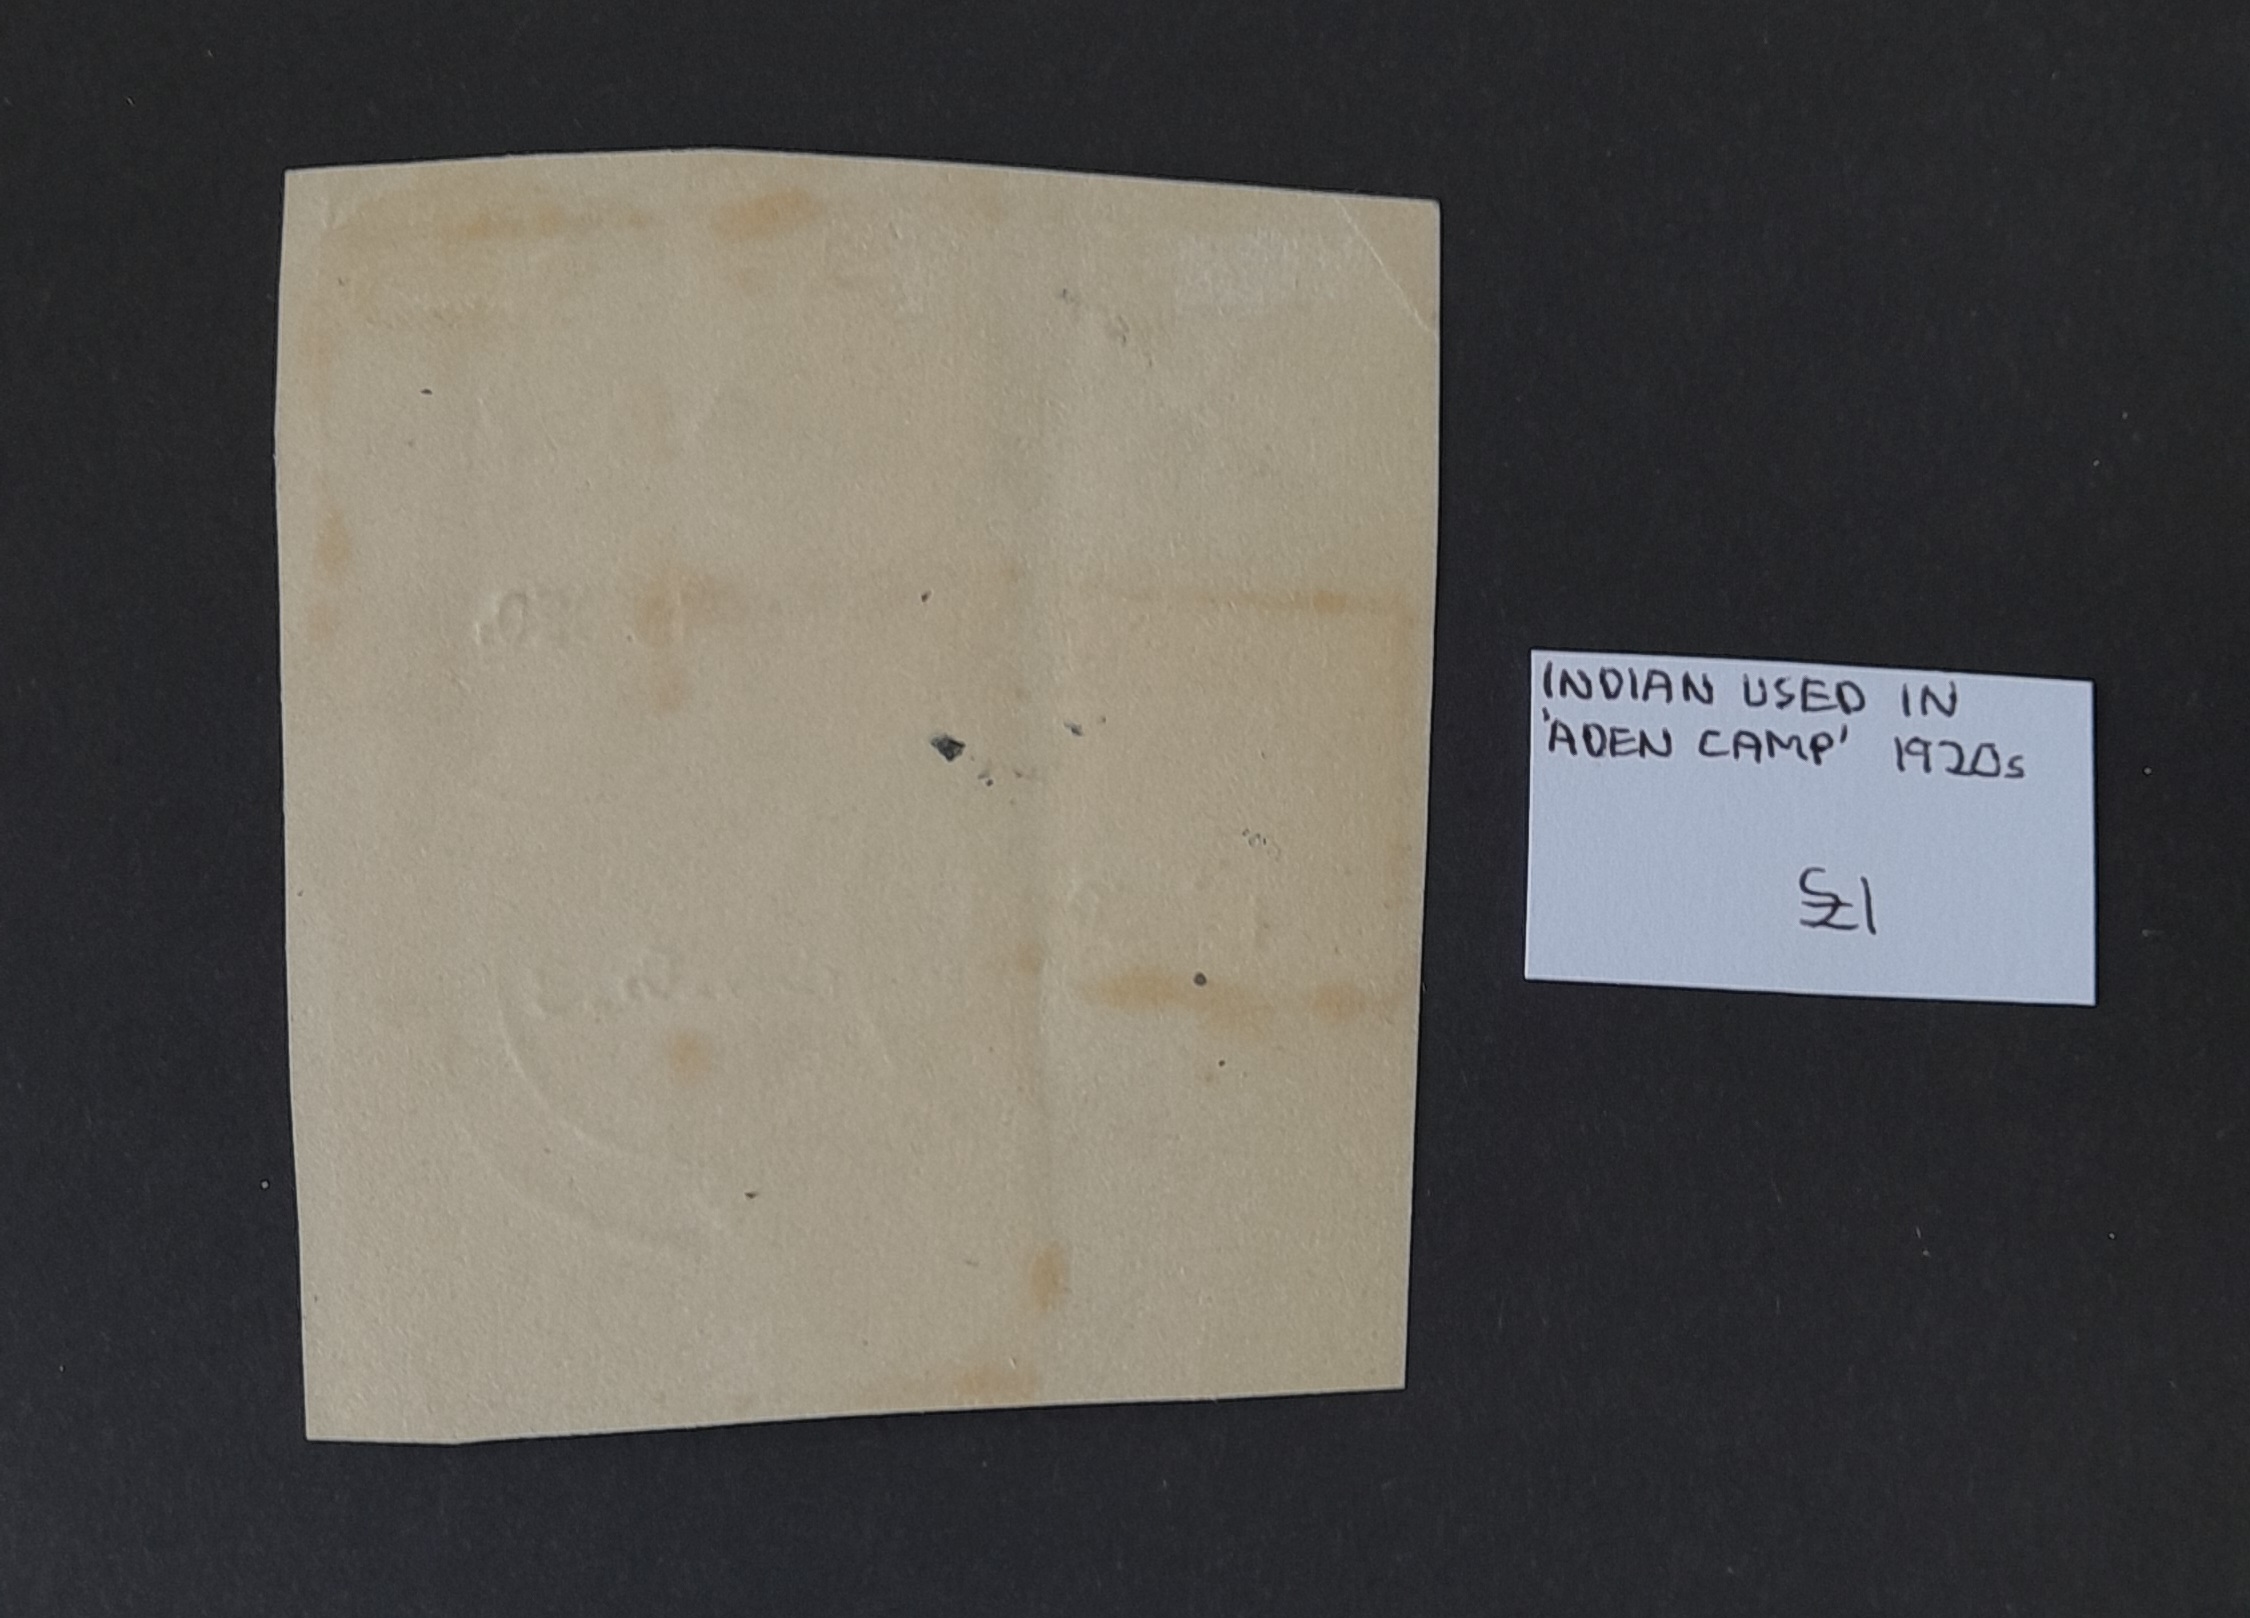 INDIAN USED IN
'ADEN CAMP' 1920s
£1